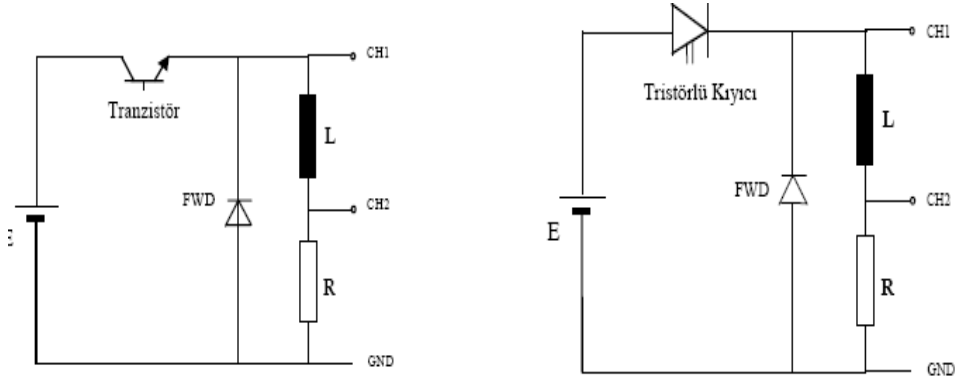 CH1
Tranzistör
L
FWD
CH2
R
GND
CH1
Tristörlü Kıyıcı
L
FWD
CH2
E
R
GND